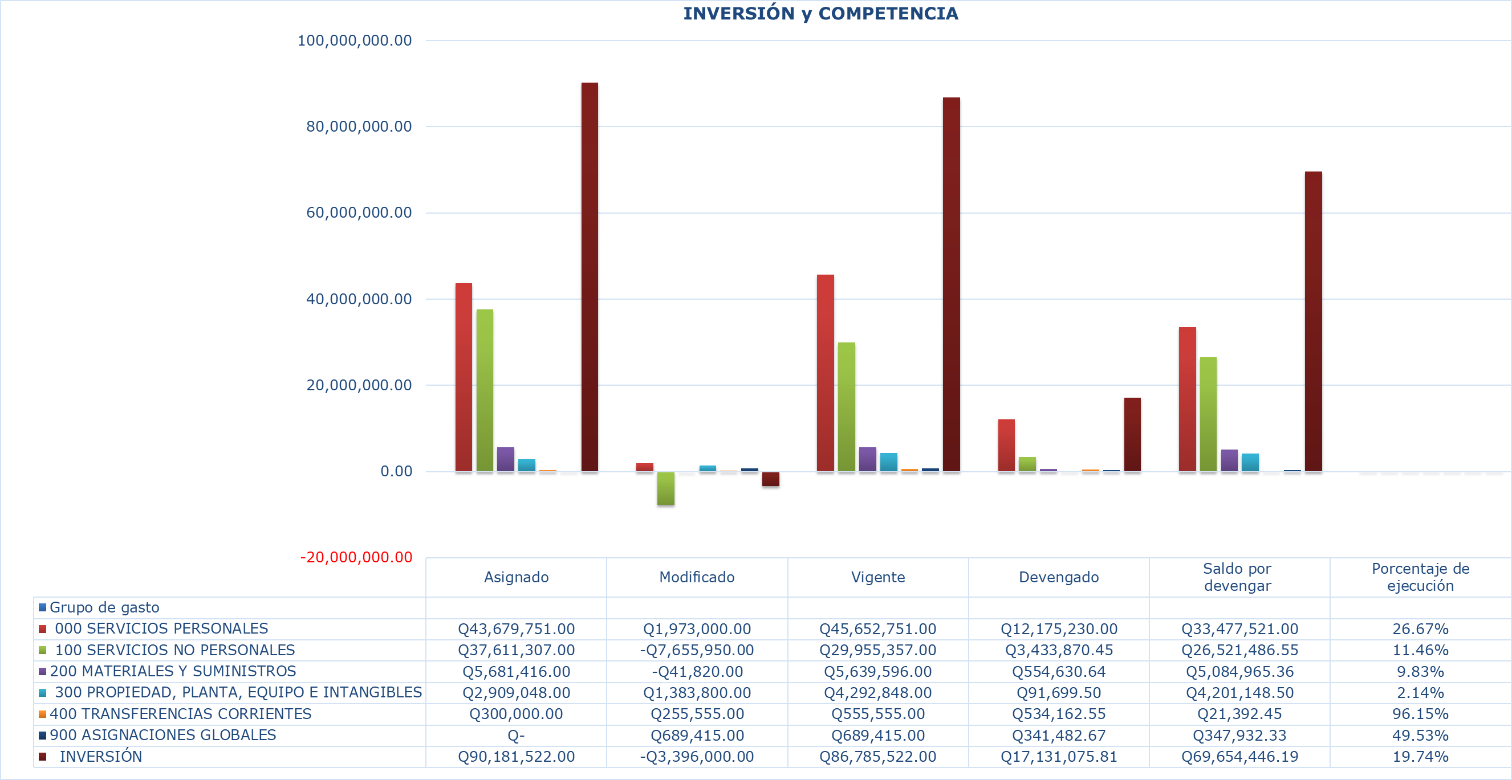 INVERSIÓN y COMPETENCIA
100,000,000.00
80,000,000.00
60,000,000.00
40,000,000.00
20,000,000.00
0.00
-20,000,000.00
Asignado Modificado Vigente Devengado Saldo por devengar Porcentaje de ejecución
Grupo de gasto
000 SERVICIOS PERSONALES Q43,679,751.00 Q1,973,000.00 Q45,652,751.00 Q12,175,230.00 Q33,477,521.00 26.67%
100 SERVICIOS NO PERSONALES Q37,611,307.00 -Q7,655,950.00 Q29,955,357.00 Q3,433,870.45 Q26,521,486.55 11.46%
200 MATERIALES Y SUMINISTROS Q5,681,416.00 -Q41,820.00 Q5,639,596.00 Q554,630.64 Q5,084,965.36 9.83%
300 PROPIEDAD, PLANTA, EQUIPO E INTANGIBLES Q2,909,048.00 Q1,383,800.00 Q4,292,848.00 Q91,699.50 Q4,201,148.50 2.14%
400 TRANSFERENCIAS CORRIENTES Q300,000.00 Q255,555.00 Q555,555.00 Q534,162.55 Q21,392.45 96.15%
900 ASIGNACIONES GLOBALES Q- Q689,415.00 Q689,415.00 Q341,482.67 Q347,932.33 49.53%
INVERSIÓN Q90,181,522.00 -Q3,396,000.00 Q86,785,522.00 Q17,131,075.81 Q69,654,446.19 19.74%